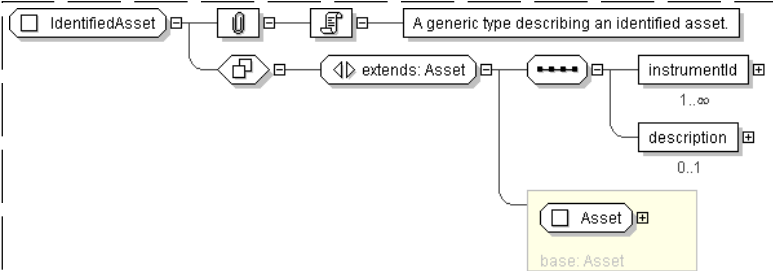 IdentifiedAsset
A generic type describing an identified asset.
extends: Asset
instrumentId
1..∞
description
0..1
Asset
base: Asset